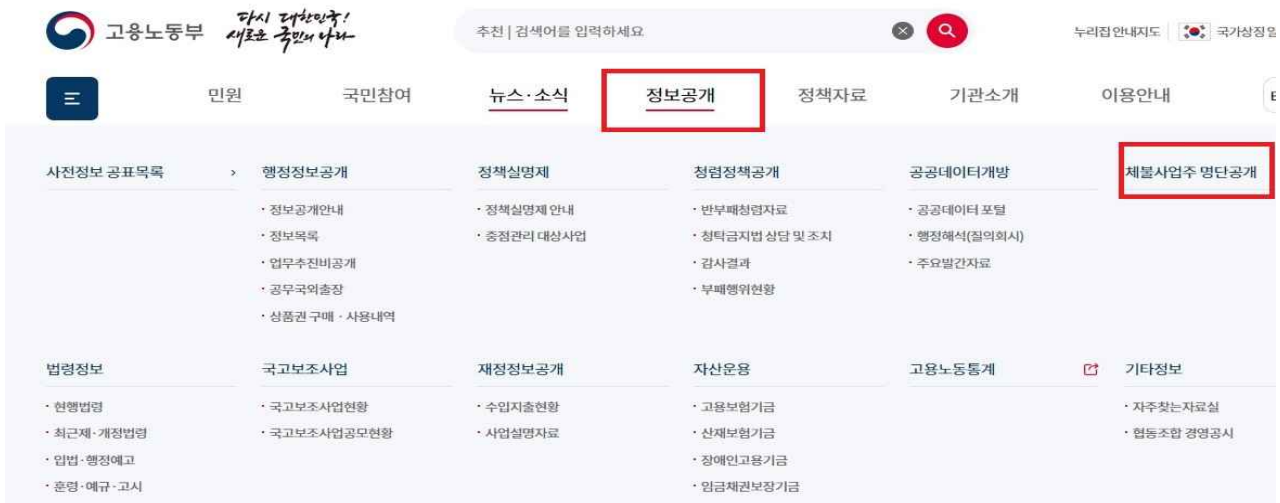 고용노동부
다시 대한민국!
새로운 국민의 나라
추천 | 검색어를 입력하세요
누리집안내지도
국가상징알
민원
국민참여
뉴스·소식
정보공개
정책자료
기관소개
이용안내
E
사전정보 공표목록
행정정보공개
정책실명제
청렴정책공개
공공데이터개방
체불사업주 명단공개
· 정보공개안내
· 정책실명제 안내
· 반부패청렴자료
· 공공데이터 포털
· 정보목록
· 중점관리 대상사업
· 청탁금지법 상담 및 조치
· 행정해석(질의회시)
· 업무추진비공개
· 감사결과
· 주요발간자료
· 공무국외출장
· 부패행위현황
· 상품권 구매 · 사용내역
법령정보
국고보조사업
재정정보공개
자산운용
고용노동통계
기타정보
· 현행법령
· 국고보조사업현황
· 수입지출현황
· 고용보험기금
· 자주찾는자료실
· 최근제·개정법령
· 국고보조사업공모현황
· 사업설명자료
· 산재보험기금
· 협동조합 경영공시
· 입법·행정예고
· 장애인고용기금
· 훈령·예규·고시
· 임금채권보장기금